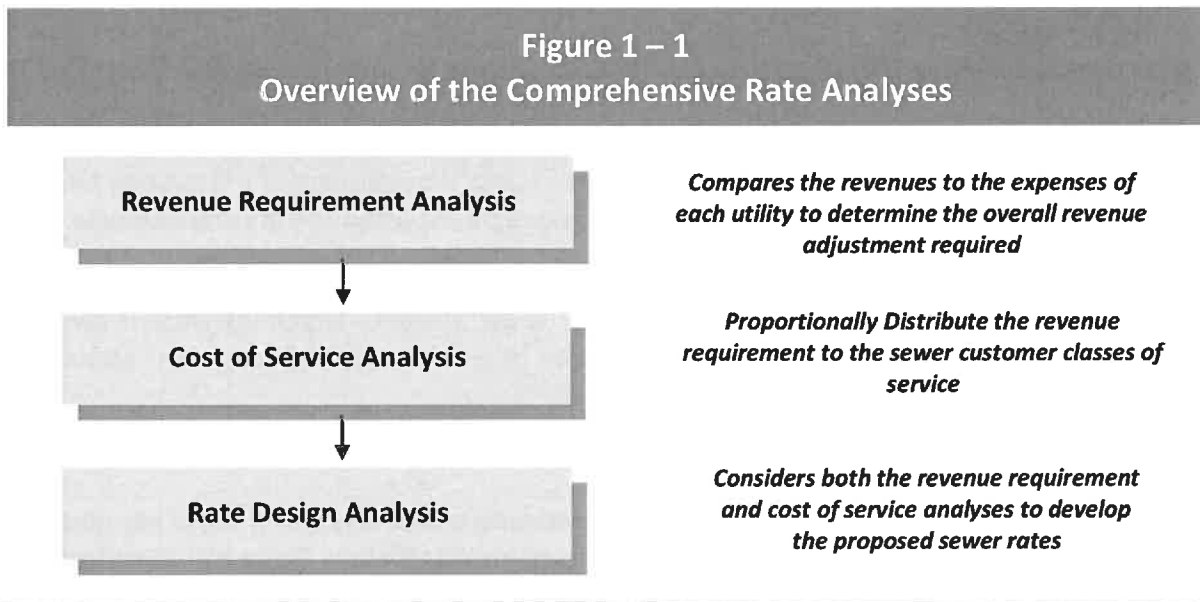 Figure 1 – 1
Overview of the Comprehensive Rate Analyses
Revenue Requirement Analysis
Compares the revenues to the expenses of
each utility to determine the overall revenue
adjustment required
Cost of Service Analysis
Proportionally Distribute the revenue
requirement to the sewer customer classes of
service
Rate Design Analysis
Considers both the revenue requirement
and cost of service analyses to develop
the proposed sewer rates